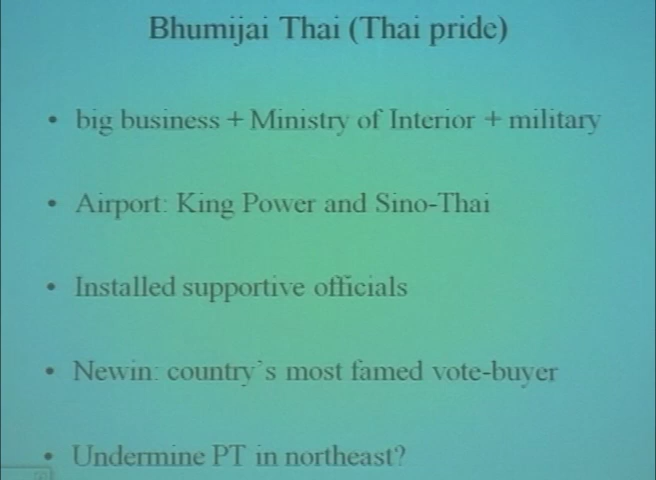 Bhumijai Thai (Thai pride)
• big business + Ministry of Interior + military
• Airport: King Power and Sino-Thai
• Installed supportive officials
• Newin: country's most famed vote-buyer
• Undermine PT in northeast?